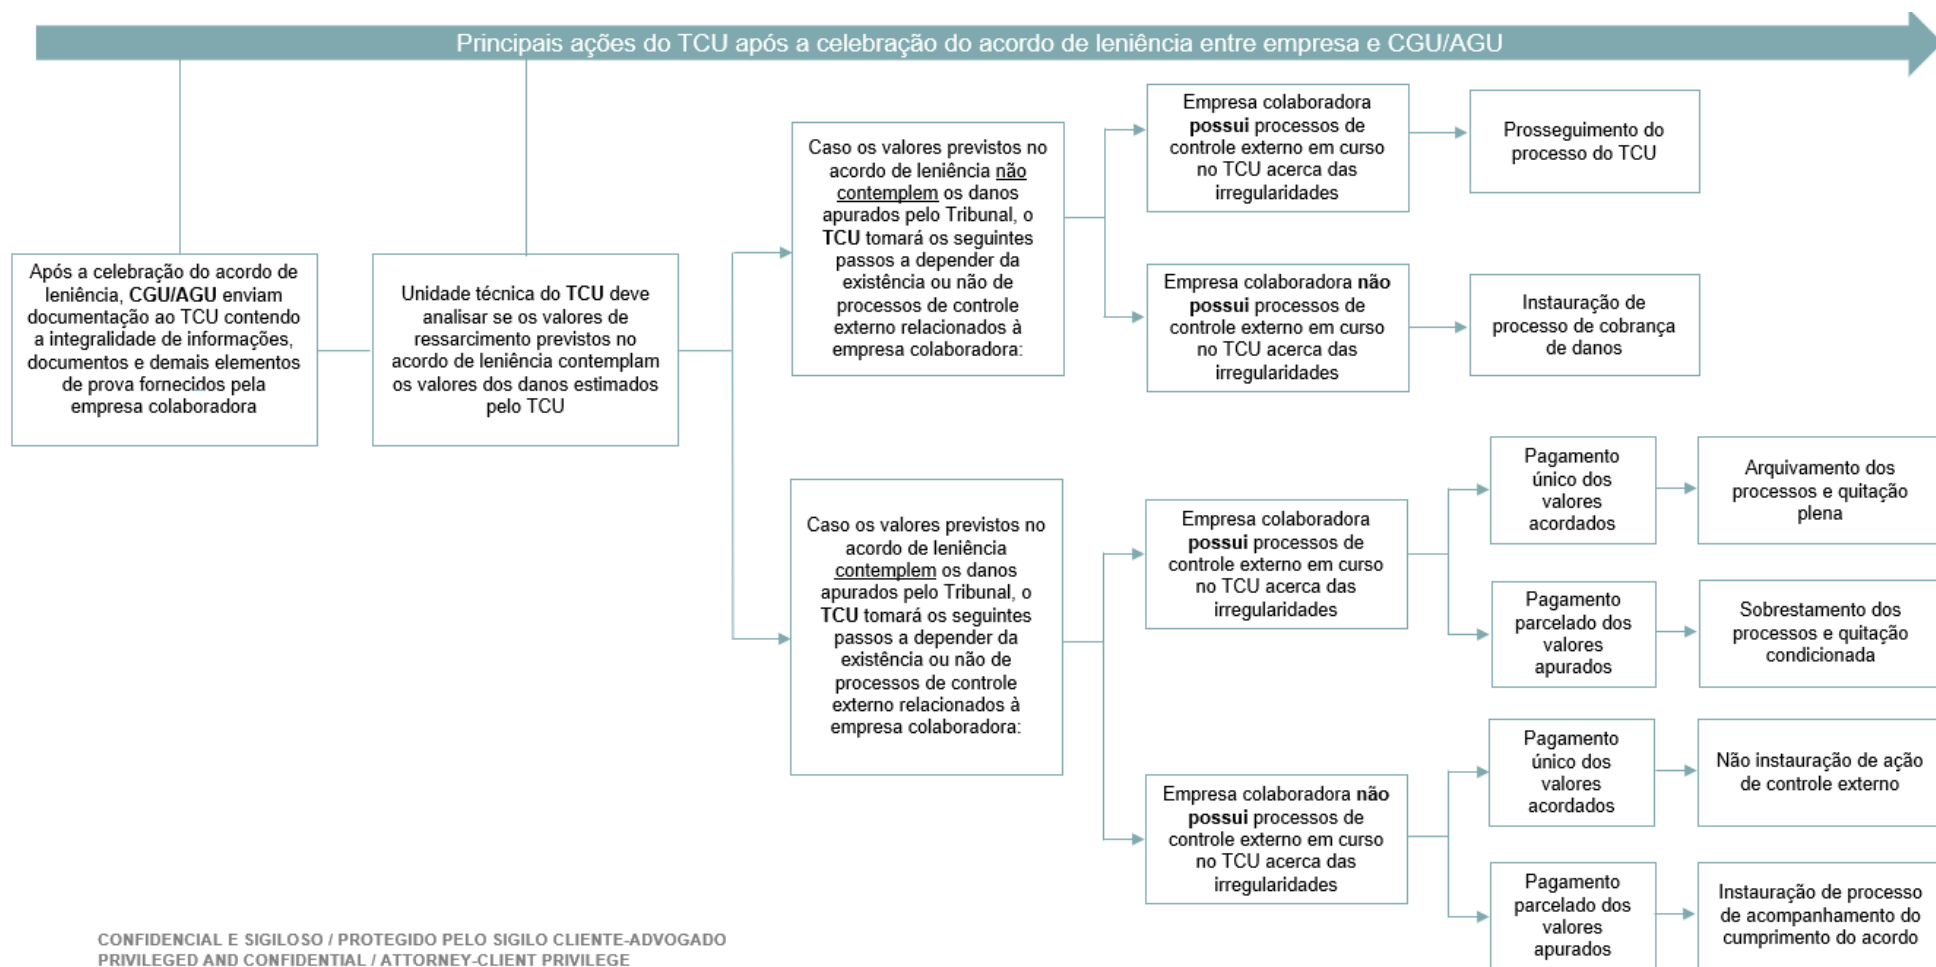 Principais ações do TCU após a celebração do acordo de leniência entre empresa e CGU/AGU
Após a celebração do acordo de
leniência, CGU/AGU enviam
documentação ao TCU contendo
a integralidade de informações,
documentos e demais elementos
de prova fornecidos pela
empresa colaboradora
Unidade técnica do TCU deve
analisar se os valores de
ressarcimento previstos no
acordo de leniência contemplam
os valores dos danos estimados
pelo TCU
Caso os valores previstos no
acordo de leniência não
contemplem os danos
apurados pelo Tribunal, o
TCU tomará os seguintes
passos a depender da
existência ou não de
processos de controle
externo relacionados à
empresa colaboradora:
Empresa colaboradora
possui processos de
controle externo em curso
no TCU acerca das
irregularidades
Prosseguimento do
processo do TCU
Empresa colaboradora não
possui processos de
controle externo em curso
no TCU acerca das
irregularidades
Instauração de
processo de cobrança
de danos
Caso os valores previstos no
acordo de leniência
contemplem os danos
apurados pelo Tribunal, o
TCU tomará os seguintes
passos a depender da
existência ou não de
processos de controle
externo relacionados à
empresa colaboradora:
Empresa colaboradora
possui processos de
controle externo em curso
no TCU acerca das
irregularidades
Pagamento
único dos
valores
acordados
Arquivamento dos
processos e quitação
plena
Pagamento
parcelado dos
valores
apurados
Sobrestamento dos
processos e quitação
condicionada
Empresa colaboradora não
possui processos de
controle externo em curso
no TCU acerca das
irregularidades
Pagamento
único dos
valores
acordados
Não instauração de ação
de controle externo
Pagamento
parcelado dos
valores
apurados
Instauração de processo
de acompanhamento do
cumprimento do acordo
CONFIDENCIAL E SIGILOSO / PROTEGIDO PELO SIGILO CLIENTE-ADVOGADO
PRIVILEGED AND CONFIDENTIAL / ATTORNEY-CLIENT PRIVILEGE